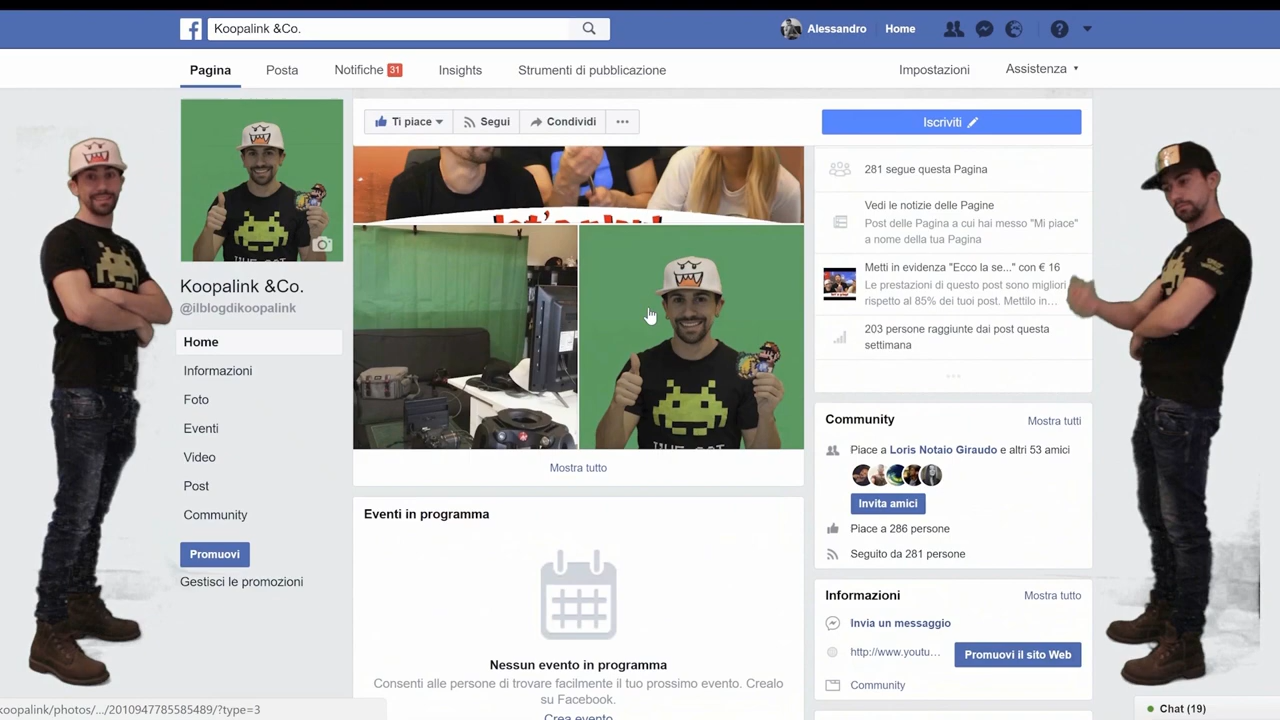 Koopalink &Co.
Alessandro
Home
Pagina
Posta
Notifiche 31
Insights
Strumenti di pubblicazione
Impostazioni
Assistenza
Ti piace
Segui
Condividi
Iscriviti
Koopalink &Co.
@ilblogdikoopalink
Home
Informazioni
Foto
Eventi
Video
Post
Community
Promuovi
Gestisci le promozioni
Mostra tutto
Eventi in programma
Nessun evento in programma
Consenti alle persone di trovare facilmente il tuo prossimo evento. Crealo
su Facebook.
Crea evento
281 segue questa Pagina
Vedi le notizie delle Pagine
Post delle Pagina a cui hai messo "Mi piace"
a nome della tua Pagina
Metti in evidenza "Ecco la se..." con € 16
Le prestazioni di questo post sono migliori
rispetto al 85% dei tuoi post. Mettilo in...
203 persone raggiunte dai post questa
settimana
Community
Mostra tutti
Piace a Loris Notaio Giraudo e altri 53 amici
Invita amici
Piace a 286 persone
Seguito da 281 persone
Informazioni
Mostra tutto
Invia un messaggio
http://www.youtu...
Promuovi il sito Web
Community
koopalink/photos/.../2010947785585489/?type=3
Chat (19)